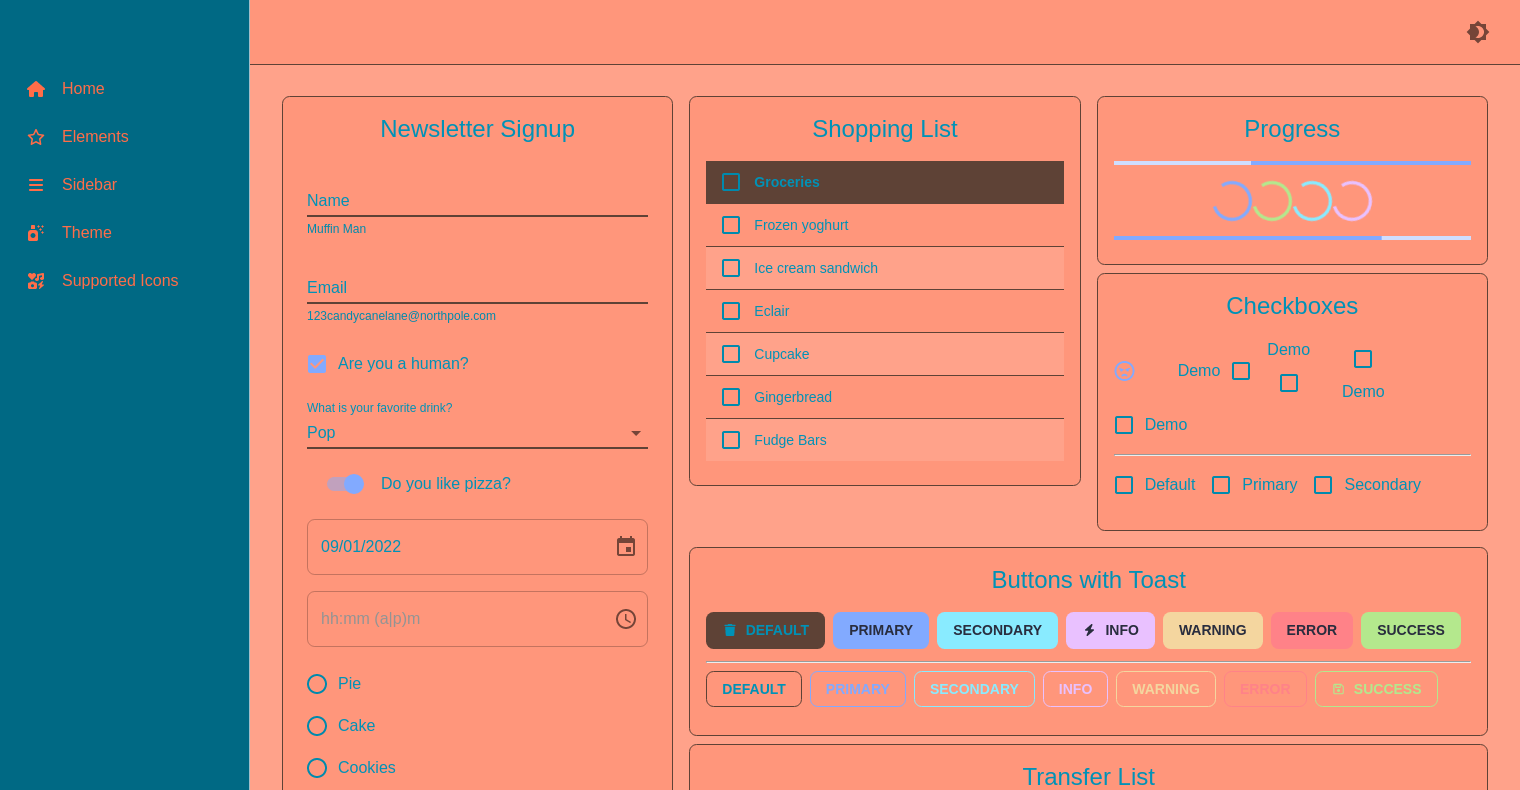 Home
Elements
Sidebar
Theme
Supported Icons
Newsletter Signup
Name
Muffin Man
Email
123candycanelane@northpole.com
Are you a human?
What is your favorite drink?
Pop
Do you like pizza?
09/01/2022
hh:mm (a|p)m
Pie
Cake
Cookies
Shopping List
Groceries
Frozen yoghurt
Ice cream sandwich
Eclair
Cupcake
Gingerbread
Fudge Bars
Progress
Checkboxes
Demo
Demo
Demo
Demo
Default Primary Secondary
Buttons with Toast
DEFAULT PRIMARY SECONDARY INFO WARNING ERROR SUCCESS
DEFAULT PRIMARY SECONDARY INFO WARNING ERROR SUCCESS
Transfer List